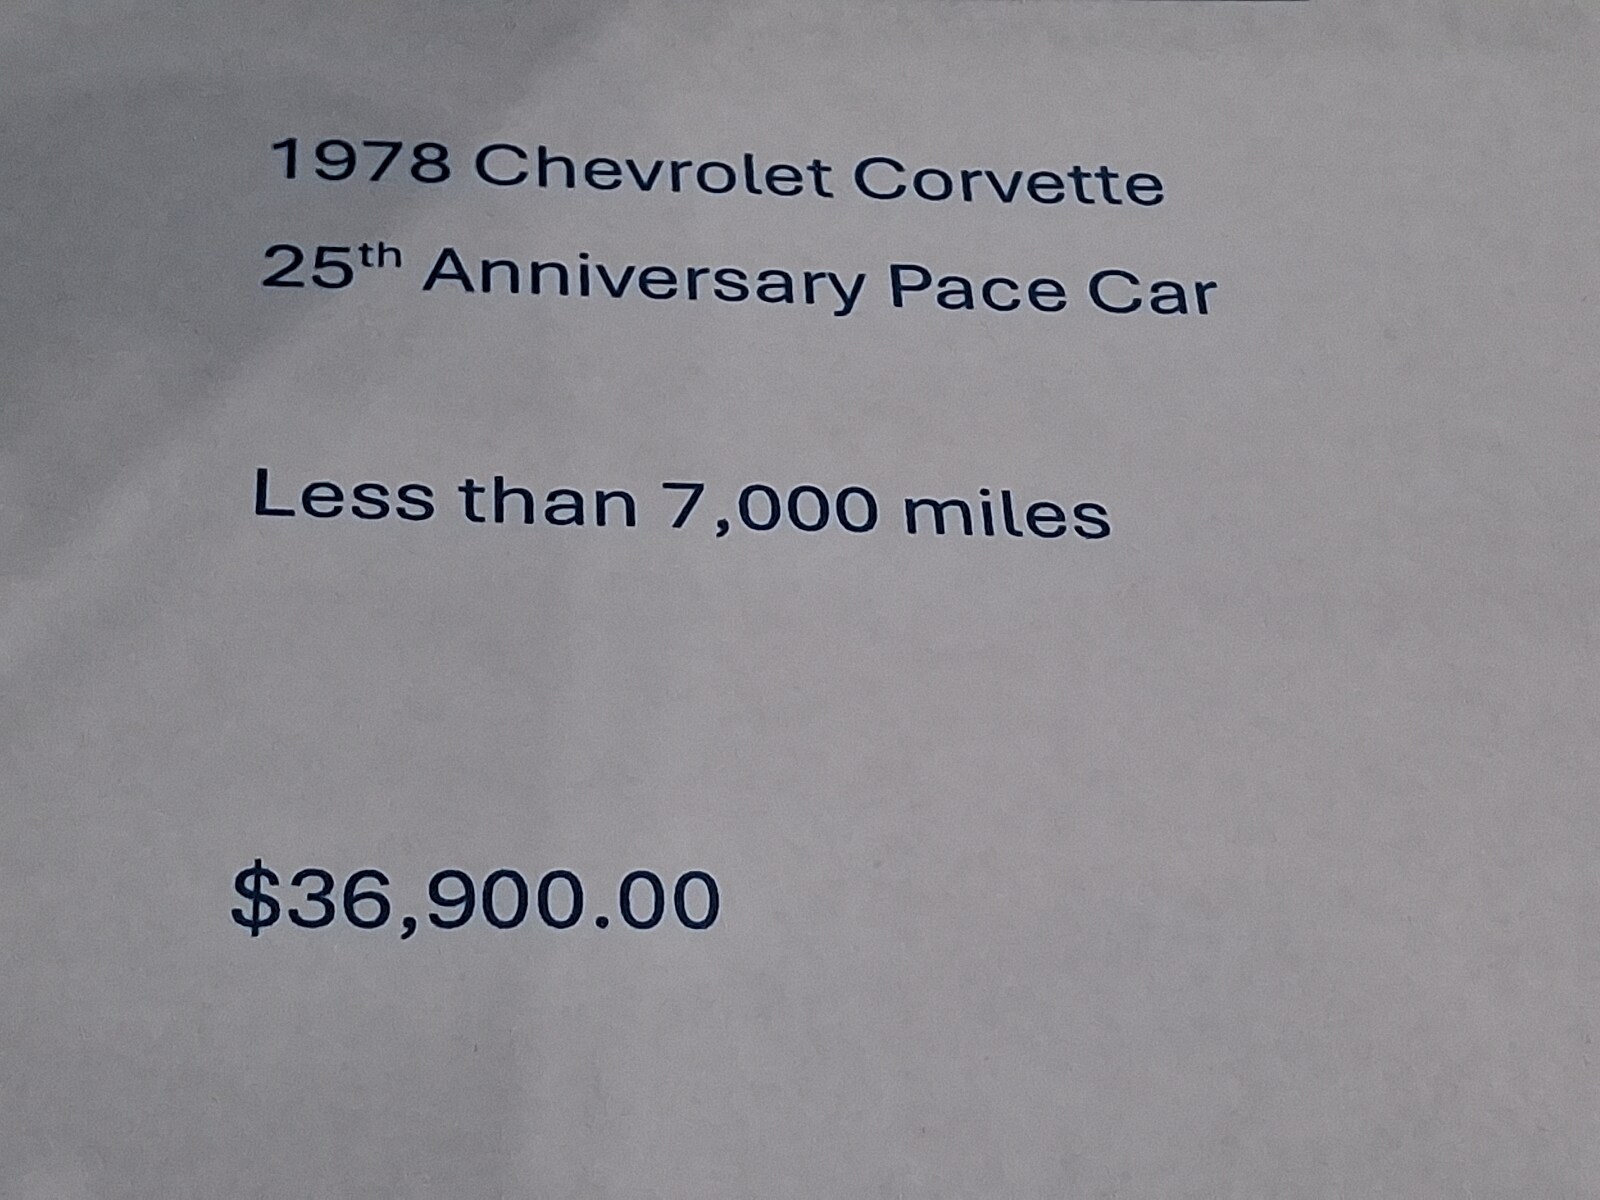 1978 Chevrolet Corvette
25th Anniversary Pace Car
Less than 7,000 miles
$36,900.00